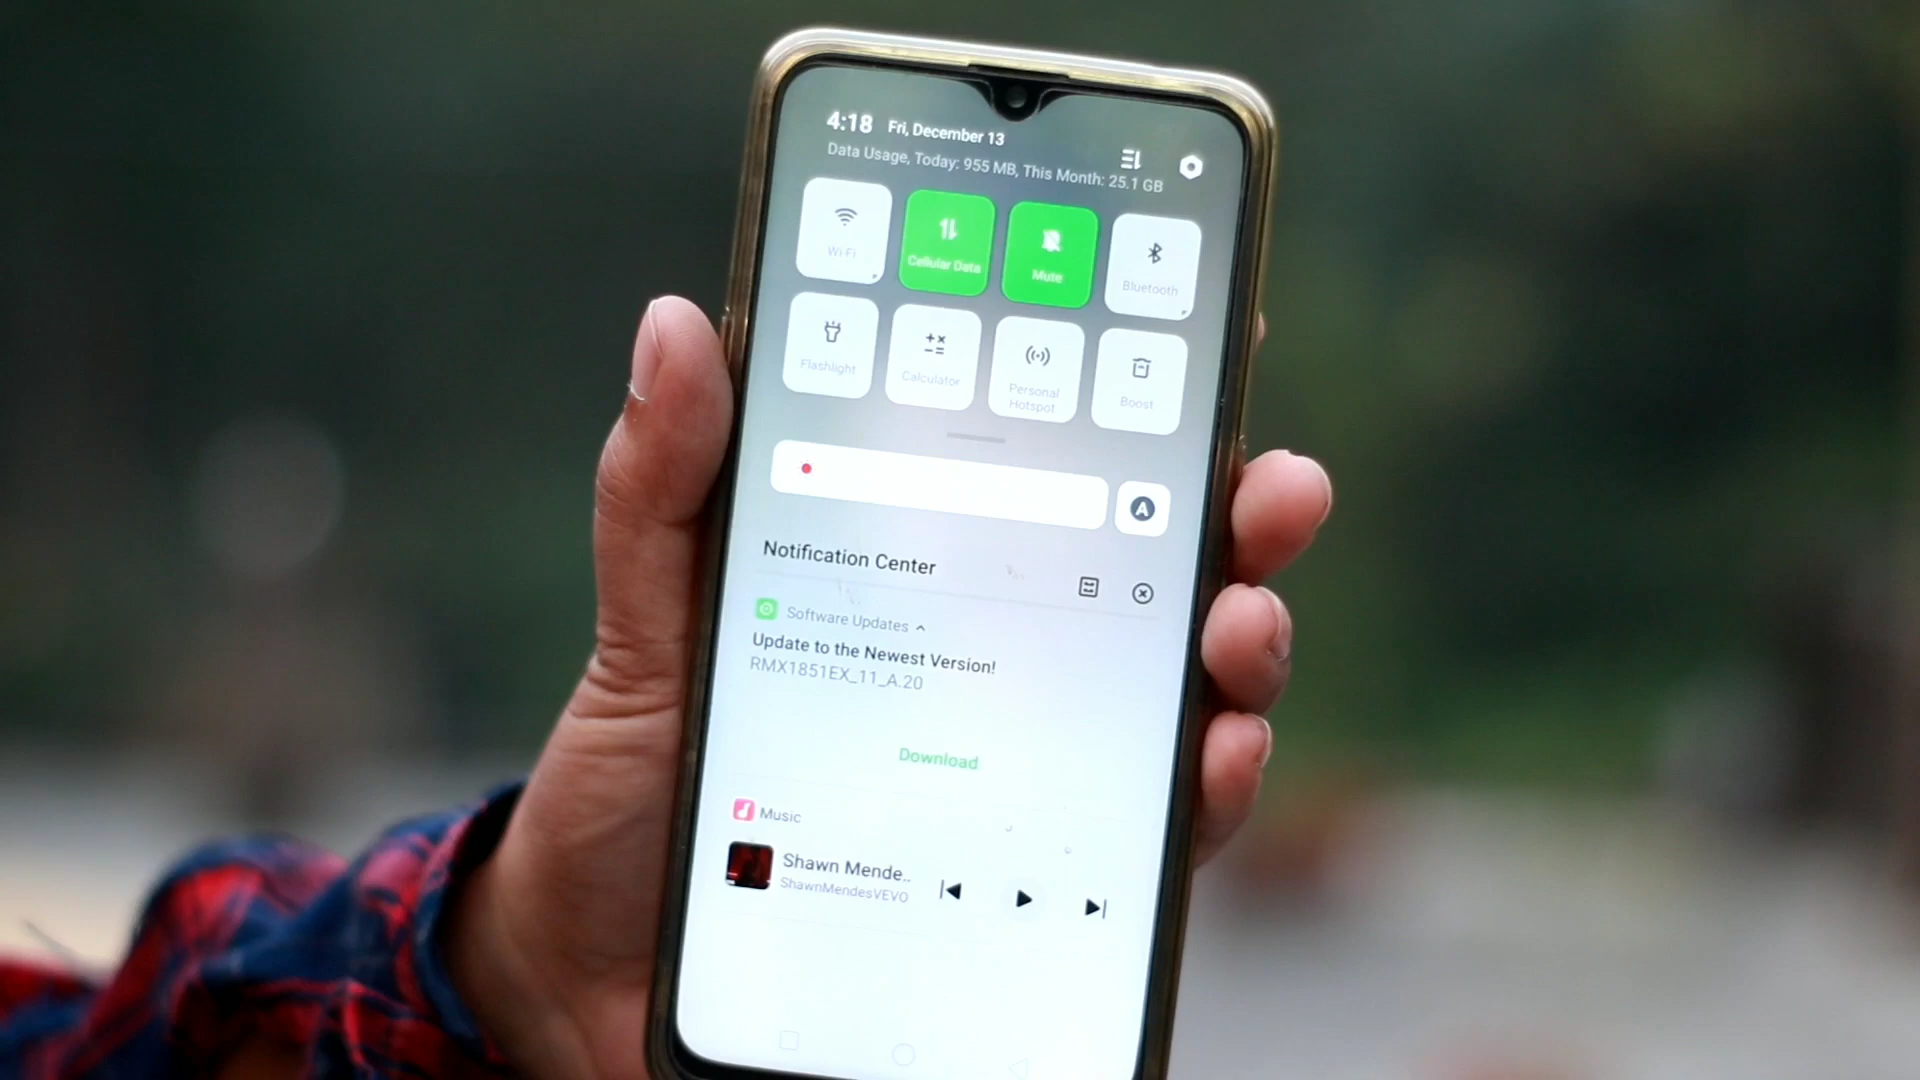 4:18 Fri, December 13
Data Usage, Today: 955 MB, This Month: 25.1 GB
Wi-Fi
Cellular Data
Mute
Bluetooth
Flashlight
Calculator
Personal
Hotspot
Boost
A
Notification Center
Software Updates
Update to the Newest Version!
RMX1851EX_11_A.20
Download
Music
Shawn Mende..
ShawnMendesVEVO